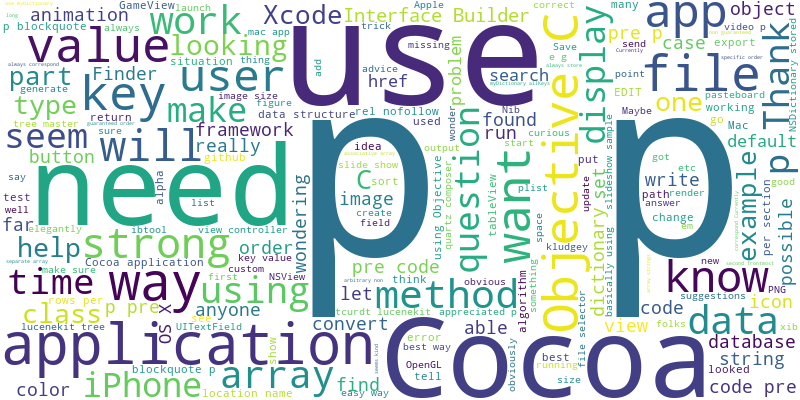 animation
GameView
launch
Apple
correct
many
app
object
p blockquote
always
work
Xcode
Interface Builder
trick
video p
mac app
value
looking
situation
thing
use
missing
Save
send
pre p
case
export
e g
advice
add
href
search
problem
display
file
Thank
p
part
Finder
user
generate
key
return
image size
figure
data structure
rel nofollow
used
found
run
Nib
wonder
EDIT
point
Currently
pasteboard
working
one
Maybe
go
Mac
type
make
tree master
sure
framework
seem
will
really
github
button
say
test
well
far
alpha
list
need
p
p
idea
slide show
C
sort
image
create
field
output
question
tableView
using Objective
quartz composer
want
curious
start
Objective C
put
update
kludgey
got
etc
write
path
render
answer
change
em
default
example
possible
good
per section
dictionary set
basically using
slideshow sample
plist
space
wondering
elegantly
ibtool
view controller
strong
order
help
Cocoa application
key value
custom
NSView
first
make sure
time
way
using
pre code
think
let
method
obvious
something
algorithm
know
new
suggestions
PNG
icon
code
folks
view
xib
data
database
string
looked
code pre
class
rows per
p pre
see
OS X
anyone
UITextField
lucenekit tree
show
convert
tcurdt lucenekit
appreciated p
able
Cocoa
file selector
application
error
best way
OpenGL
tell
find
easy way
obviously
best
running
size
color
iPhone
blockquote p
location name
array